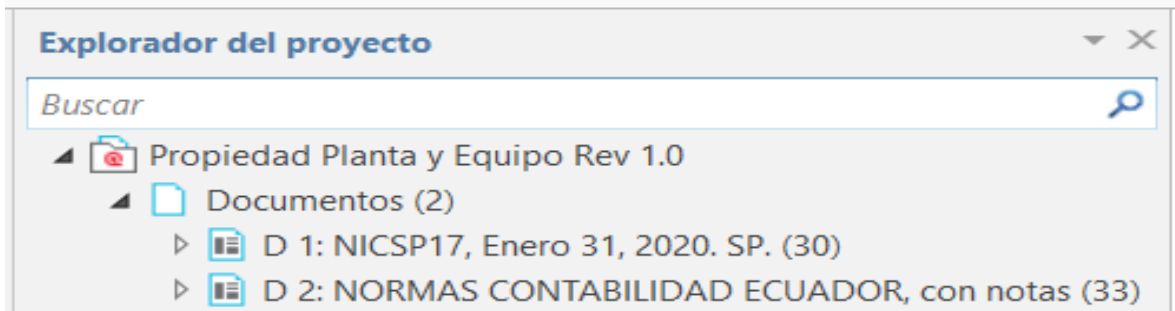 Explorador del proyecto
Buscar
Propiedad Planta y Equipo Rev 1.0
Documentos (2)
D 1: NICSP17, Enero 31, 2020. SP. (30)
D 2: NORMAS CONTABILIDAD ECUADOR, con notas (33)